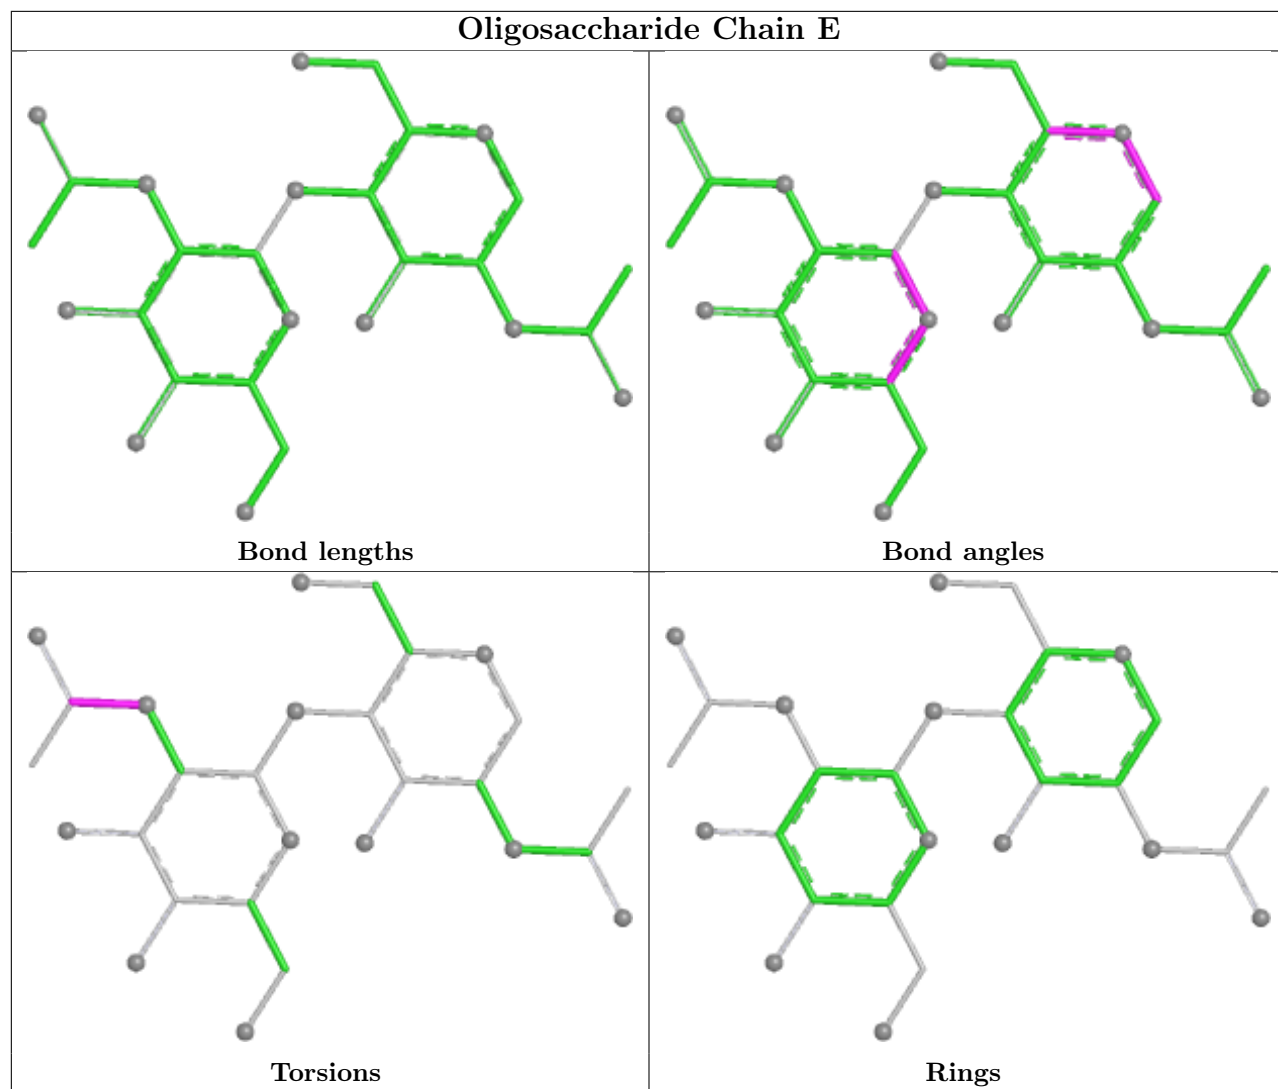 Oligosaccharide Chain E
Bond lengths
Bond angles
Torsions
Rings